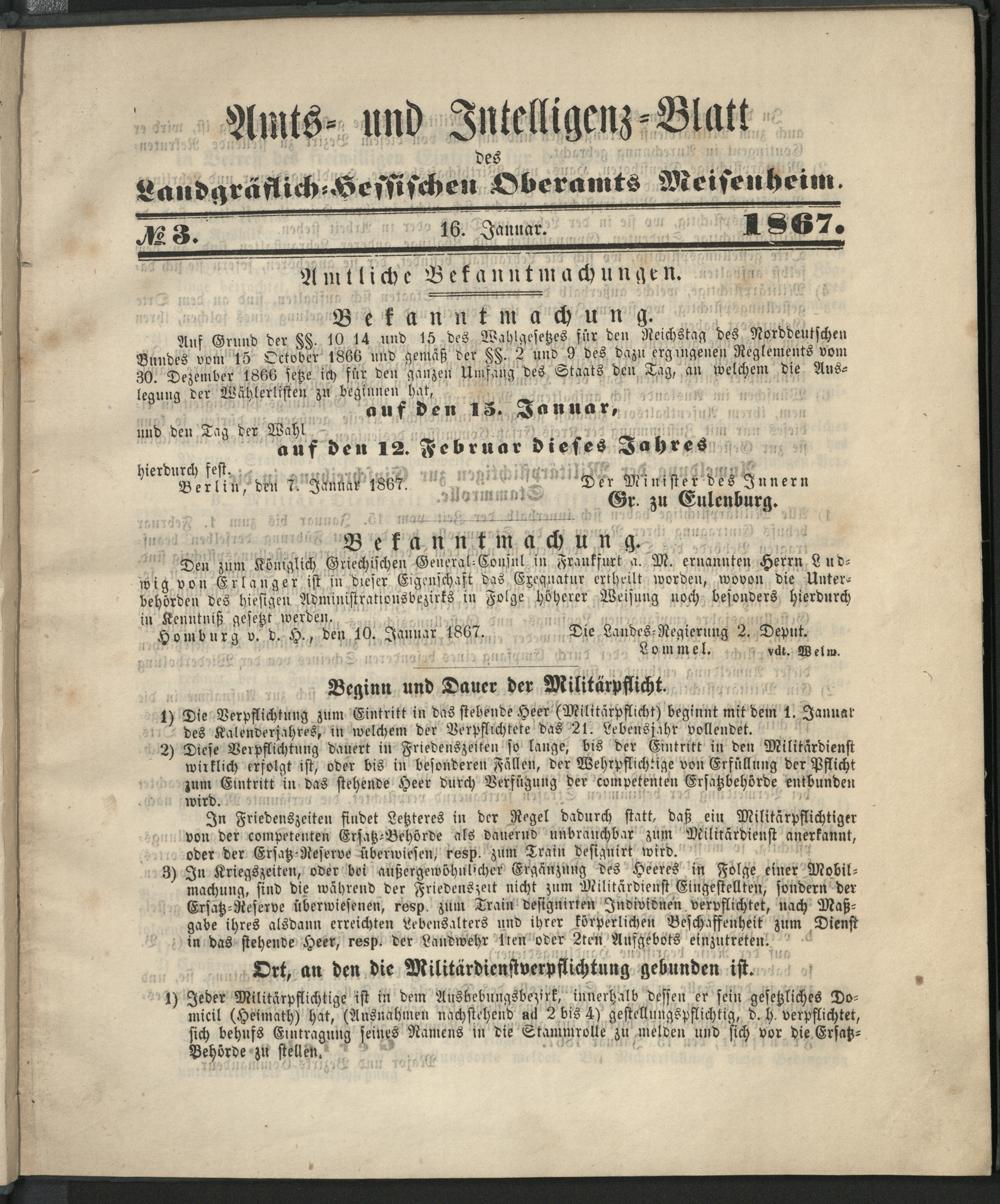 Amts- und Intelligenz-Blatt
des
Landgräflich-Hessischen Oberamts Meisenheim.
№ 3.
16. Januar.
1867.
Amtliche Bekanntmachungen.
Bekanntmachung.
Auf Grund der §§. 10 14 und 15 des Wahlgesetzes für den Reichstag des Norddeutschen
Bundes vom 15 October 1866 und gemäß der §§. 2 und 9 des dazu ergangenen Reglements vom
30. Dezember 1866 setze ich für den ganzen Umfang des Staats den Tag, an welchem die Aus-
legung der Wählerlisten zu beginnen hat,
auf den 15. Januar,
und den Tag der Wahl
auf den 12. Februar dieses Jahres
hierdurch fest.
Berlin, den 7. Januar 1867.
Der Minister des Innern
Gr. zu Eulenburg.
Bekanntmachung.
Den zum Königlich Griechischen General-Consul in Frankfurt a. M. ernannten Herrn Lud-
wig von Erlanger ist in dieser Eigenschaft das Exequatur ertheilt worden, wovon die Unter-
behörden des hiesigen Administrationsbezirks in Folge höherer Weisung noch besonders hierdurch
in Kenntniß gesetzt werden.
Homburg v. d. H., den 10. Januar 1867.
Die Landes-Regierung 2. Deput.
Lommel. vdt. Welw.
Beginn und Dauer der Militärpflicht.
1) Die Verpflichtung zum Eintritt in das stehende Heer (Militärpflicht) beginnt mit dem 1. Januar
des Kalenderjahres, in welchem der Verpflichtete das 21. Lebensjahr vollendet.
2) Diese Verpflichtung dauert in Friedenszeiten so lange, bis der Eintritt in den Militärdienst
wirklich erfolgt ist, oder bis in besonderen Fällen, der Wehrpflichtige von Erfüllung der Pflicht
zum Eintritt in das stehende Heer durch Verfügung der competenten Ersatzbehörde entbunden
wird.
In Friedenszeiten findet Letzteres in der Regel dadurch statt, daß ein Militärpflichtiger
von der competenten Ersatz-Behörde als dauernd unbrauchbar zum Militärdienst anerkannt,
oder der Ersatz-Reserve überwiesen, resp. zum Train designirt wird.
3) In Kriegszeiten, oder bei außergewöhnlicher Ergänzung des Heeres in Folge einer Mobil-
machung, sind die während der Friedenszeit nicht zum Militärdienst Eingestellten, sondern der
Ersatz-Reserve überwiesenen, resp. zum Train designirten Individuen verpflichtet, nach Maß-
gabe ihres alsdann erreichten Lebensalters und ihrer körperlichen Beschaffenheit zum Dienst
in das stehende Heer, resp. der Landwehr 1ten oder 2ten Aufgebots einzutreten.
Ort, an den die Militärdienstverpflichtung gebunden ist.
1) Jeder Militärpflichtige ist in dem Aushebungsbezirk, innerhalb dessen er sein gesetzliches Do-
micil (Heimath) hat, (Ausnahmen nachstehend ad 2 bis 4) gestellungspflichtig, d. h. verpflichtet,
sich behufs Eintragung seines Namens in die Stammrolle zu melden und sich vor die Ersatz-
Behörde zu stellen.